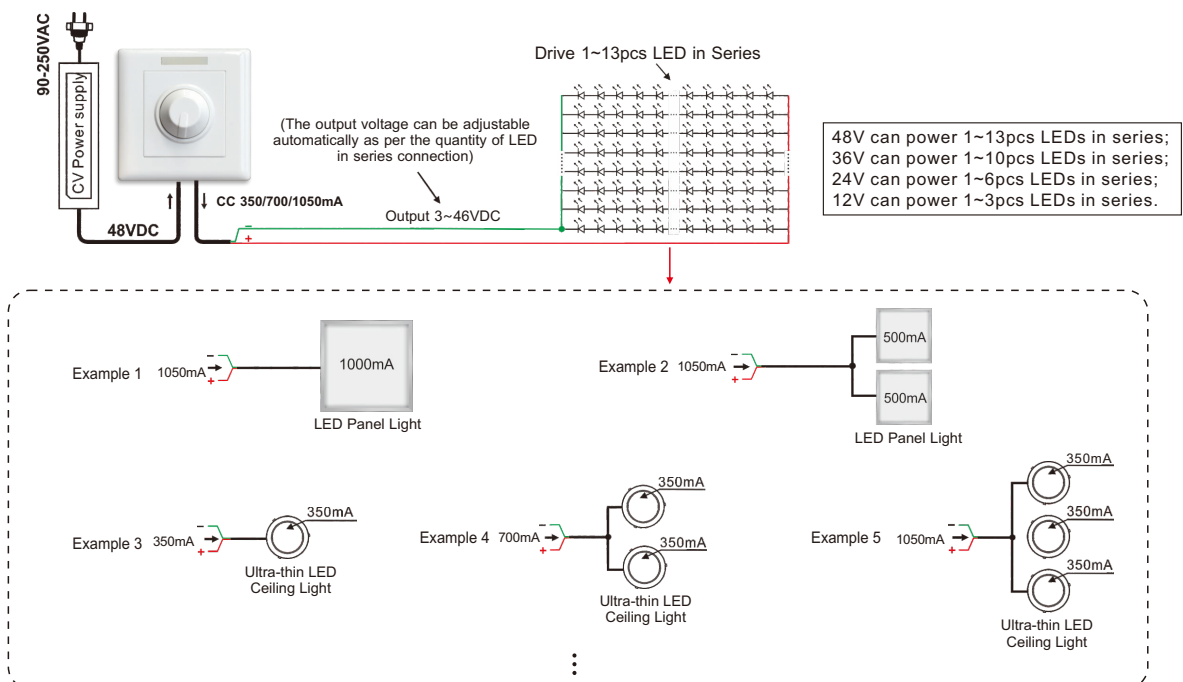 90-250VAC
CV Power supply
48VDC
CC 350/700/1050mA
(The output voltage can be adjustable
automatically as per the quantity of LED
in series connection)
Output 3~46VDC
−
+
Drive 1~13pcs LED in Series
48V can power 1~13pcs LEDs in series;
36V can power 1~10pcs LEDs in series;
24V can power 1~6pcs LEDs in series;
12V can power 1~3pcs LEDs in series.
Example 1
1050mA
−
+
1000mA
LED Panel Light
Example 2
1050mA
−
+
500mA
500mA
LED Panel Light
Example 3
350mA
−
+
350mA
Ultra-thin LED
Ceiling Light
Example 4
700mA
−
+
350mA
350mA
Ultra-thin LED
Ceiling Light
Example 5
1050mA
−
+
350mA
350mA
350mA
Ultra-thin LED
Ceiling Light